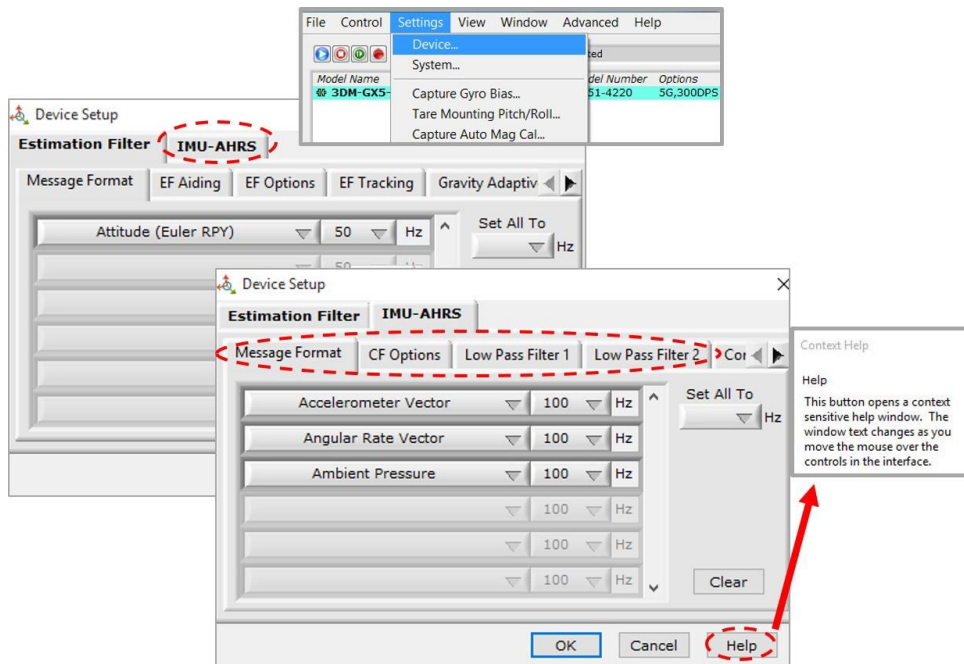 File Control Settings View Window Advanced Help
Device...
System...
Model Name
Options
3DM-GX5-
51-4220 5G,300DPS
Capture Gyro Bias...
Tare Mounting Pitch/Roll...
Capture Auto Mag Cal...
Device Setup
Estimation Filter IMU-AHRS
Message Format EF Aiding EF Options EF Tracking Gravity Adaptiv
Attitude (Euler RPY) 50 Hz
Set All To
Hz
Device Setup
Estimation Filter IMU-AHRS
Message Format CF Options Low Pass Filter 1 Low Pass Filter 2
Accelerometer Vector 100 Hz
Angular Rate Vector 100 Hz
Ambient Pressure 100 Hz
100 Hz
100 Hz
100 Hz
Set All To
Hz
Clear
OK Cancel Help
Context Help
Help
This button opens a context
sensitive help window. The
window text changes as you
move the mouse over the
controls in the interface.